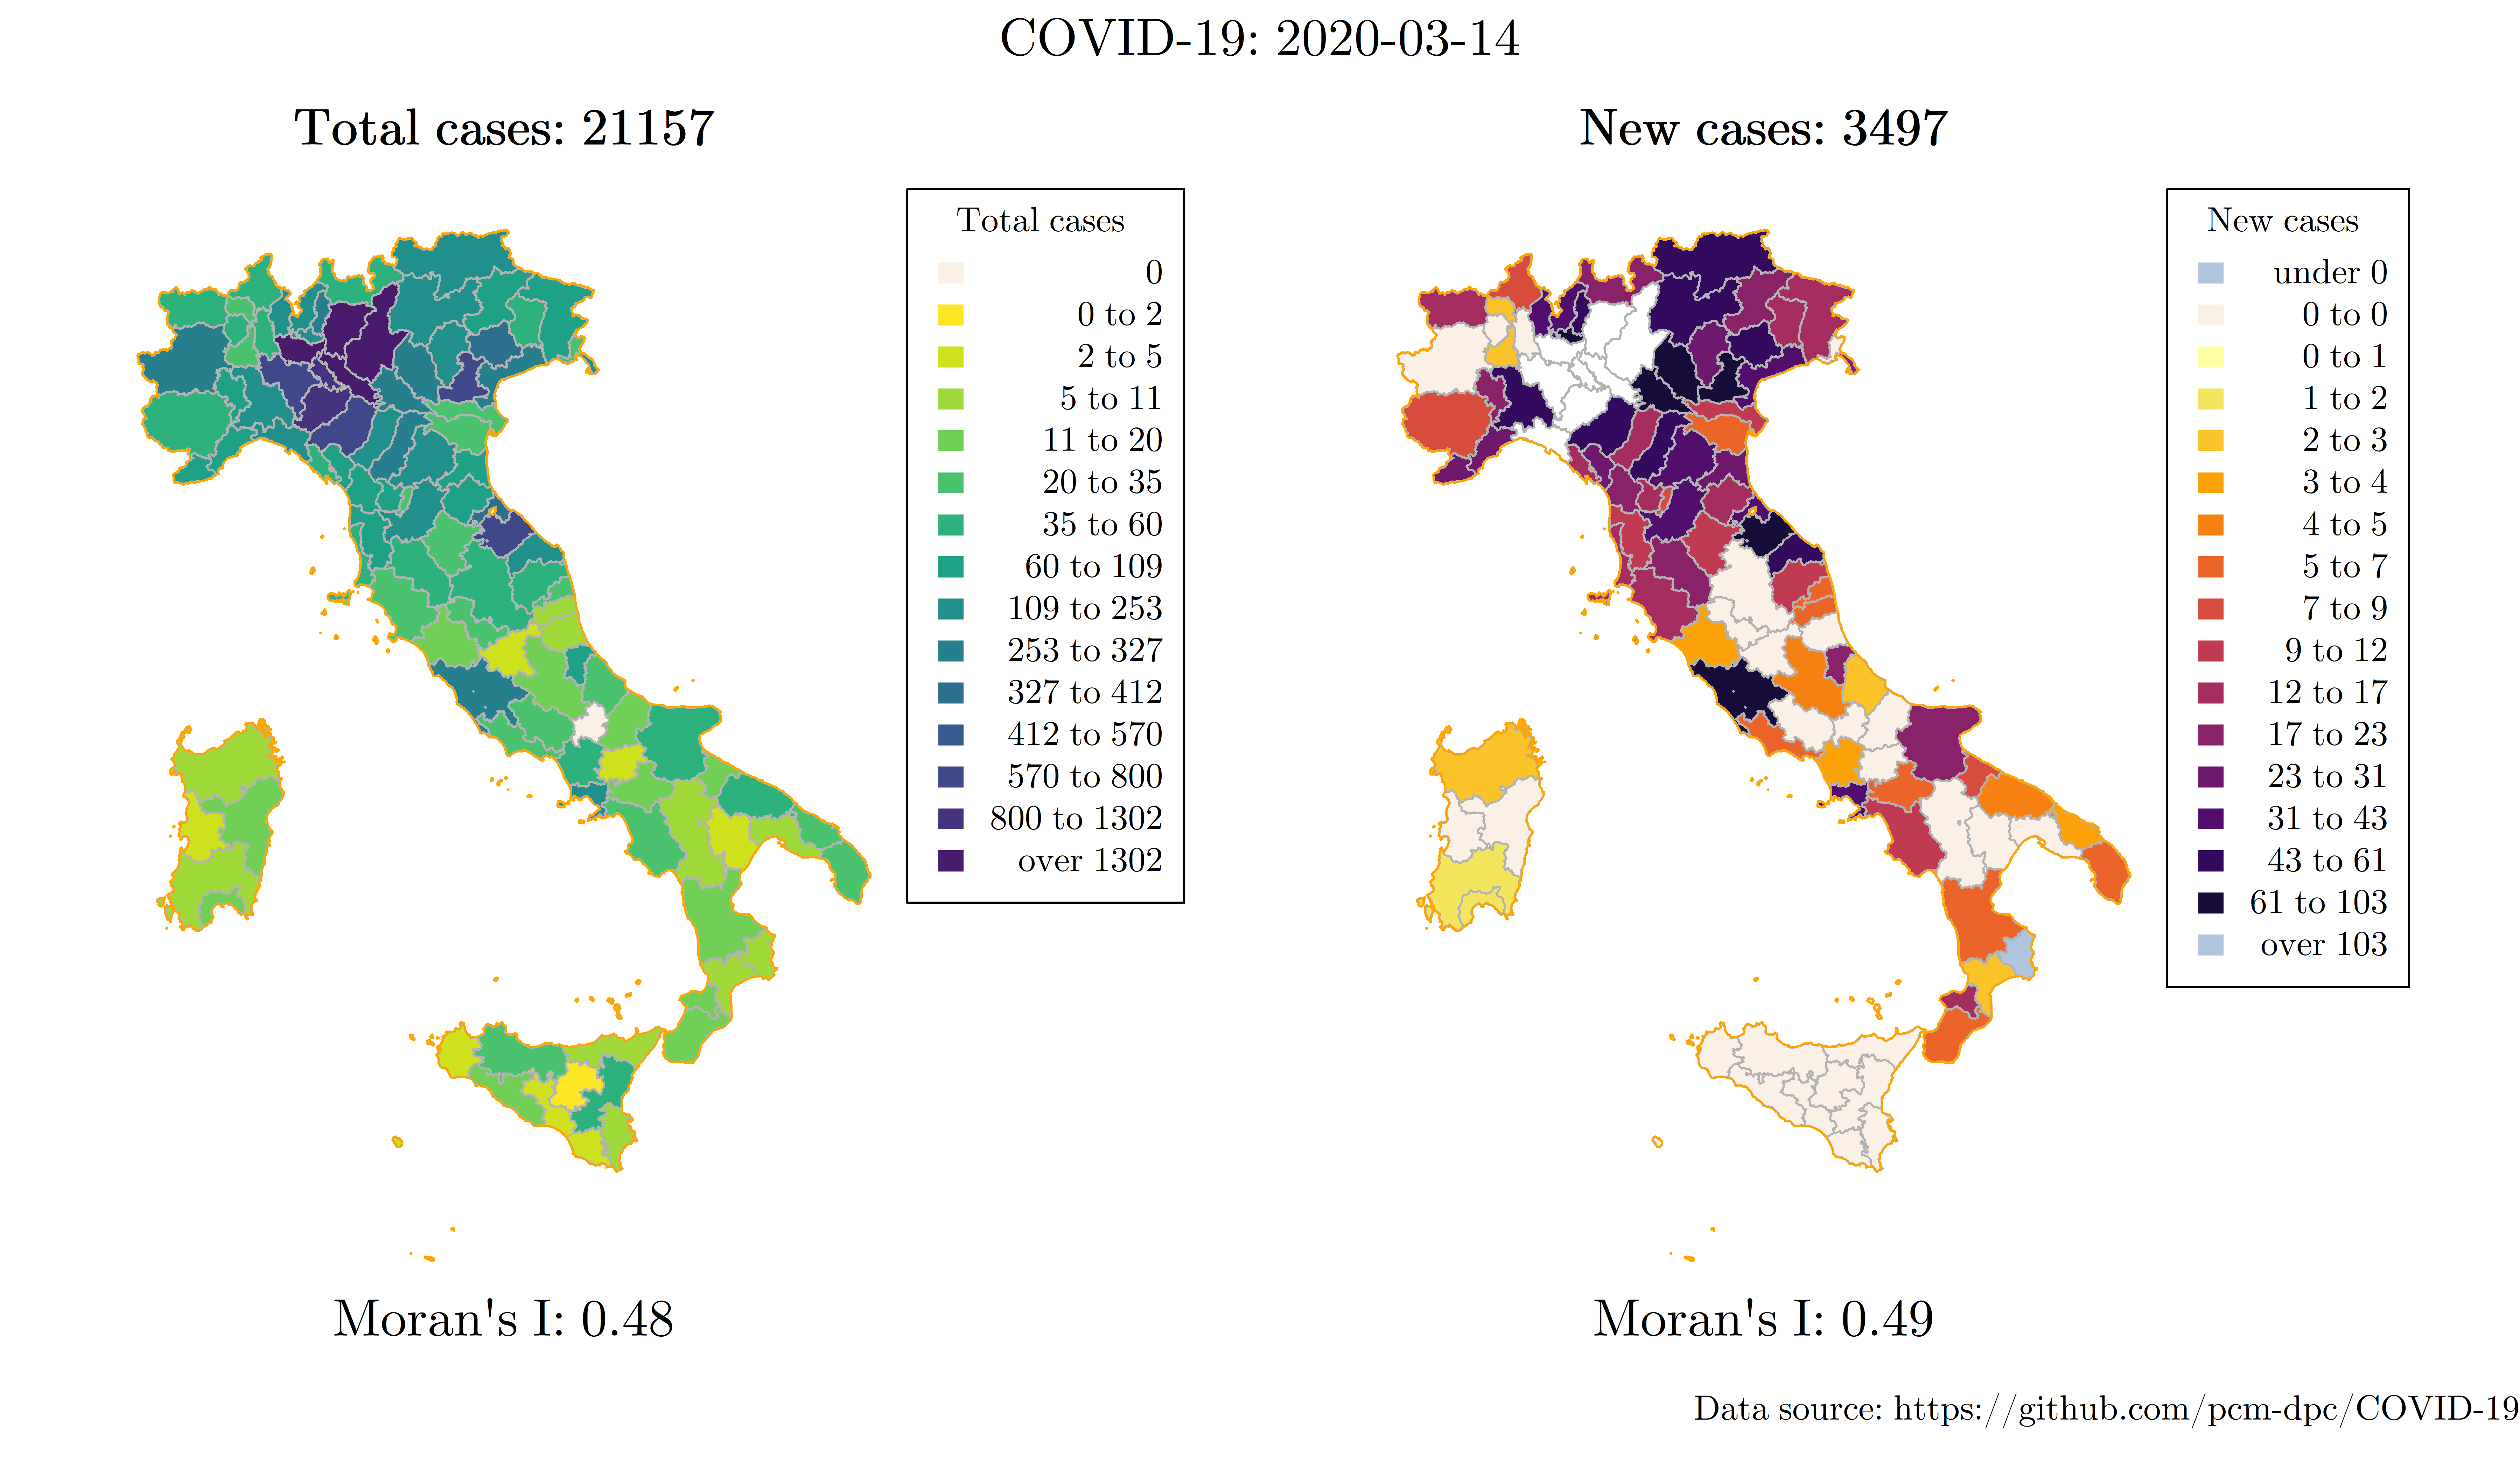 COVID-19: 2020-03-14
Total cases: 21157
Total cases
0
0 to 2
2 to 5
5 to 11
11 to 20
20 to 35
35 to 60
60 to 109
109 to 253
253 to 327
327 to 412
412 to 570
570 to 800
800 to 1302
over 1302
Moran's I: 0.48
New cases: 3497
New cases
under 0
0 to 0
0 to 1
1 to 2
2 to 3
3 to 4
4 to 5
5 to 7
7 to 9
9 to 12
12 to 17
17 to 23
23 to 31
31 to 43
43 to 61
61 to 103
over 103
Moran's I: 0.49
Data source: https://github.com/pcm-dpc/COVID-19